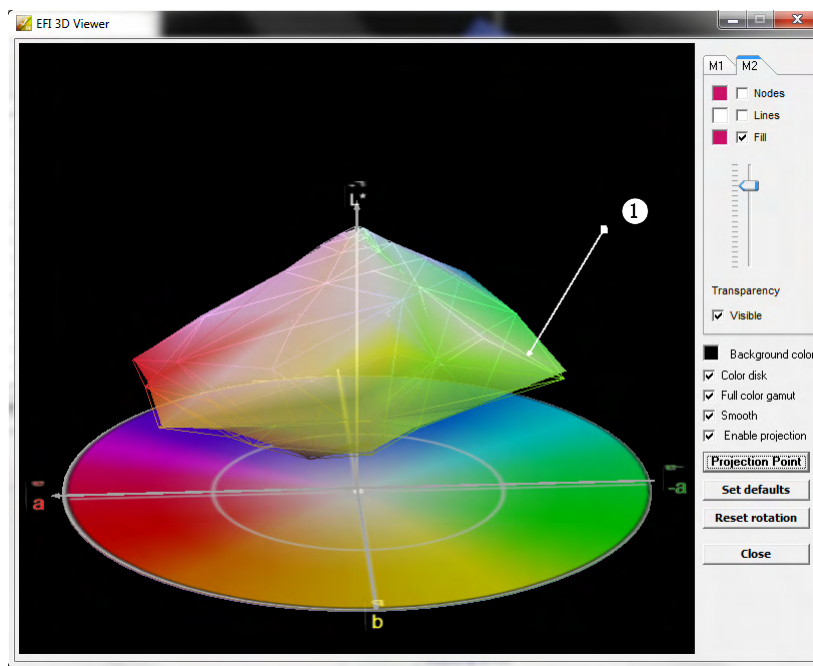 EFI 3D Viewer
M1 M2
Nodes
Lines
Fill
Transparency
Visible
Background color
Color disk
Full color gamut
Smooth
Enable projection
Projection Point
Set defaults
Reset rotation
Close
L*
1
a
-a
b